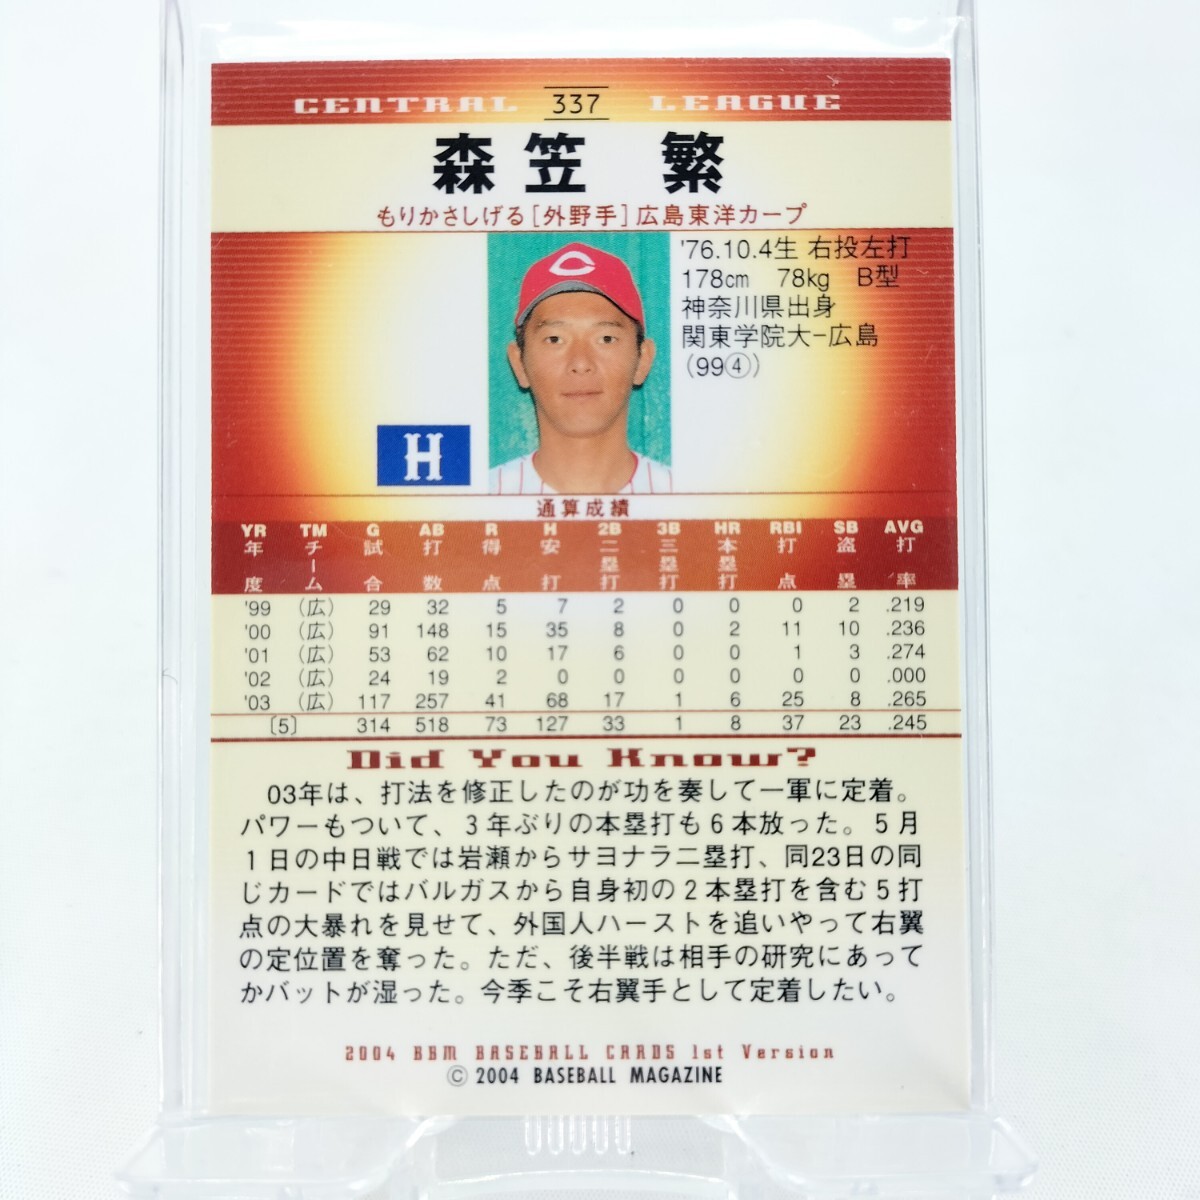 CENTRAL 337 LEAGUE
森笠 繁
もりかさしげる[外野手]広島東洋カープ
'76.10.4生 右投左打
178cm 78kg B型
神奈川県出身
関東学院大−広島
(99④)
C
H
通算成績
YR TM G AB R H 2B 3B HR RBI SB AVG
年度 チーム 試合 打数 得点 安打 二塁打 三塁打 本塁打 打点 盗塁 打率
'99 (広) 29 32 5 7 2 0 0 0 2 .219
'00 (広) 91 148 15 35 8 0 2 11 10 .236
'01 (広) 53 62 10 17 6 0 0 1 3 .274
'02 (広) 24 19 2 0 0 0 0 0 0 .000
'03 (広) 117 257 41 68 17 1 6 25 8 .265
[5] 314 518 73 127 33 1 8 37 23 .245
Did You Know?
03年は、打法を修正したのが功を奏して一軍に定着。
パワーもついて、3年ぶりの本塁打も6本放った。5月
1日の中日戦では岩瀬からサヨナラ二塁打、同23日の同
じカードではバルガスから自身初の2本塁打を含む5打
点の大暴れを見せて、外国人ハーストを追いやって右翼
の定位置を奪った。ただ、後半戦は相手の研究にあって
かバットが湿った。今季こそ右翼手として定着したい。
2004 BBM BASEBALL CARDS 1st Version
© 2004 BASEBALL MAGAZINE